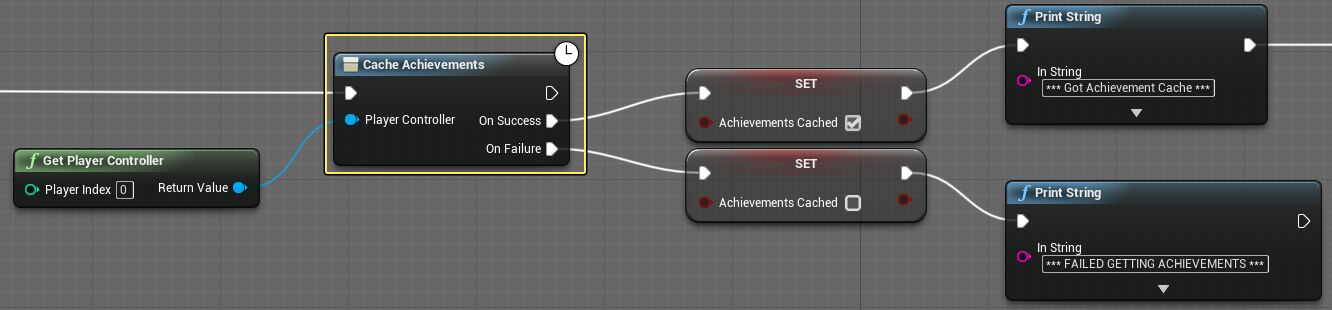 Cache Achievements
Player Controller
On Success
On Failure
Get Player Controller
Player Index 0
Return Value
SET
Achievements Cached
SET
Achievements Cached
Print String
In String
*** Got Achievement Cache ***
Print String
In String
*** FAILED GETTING ACHIEVEMENTS ***